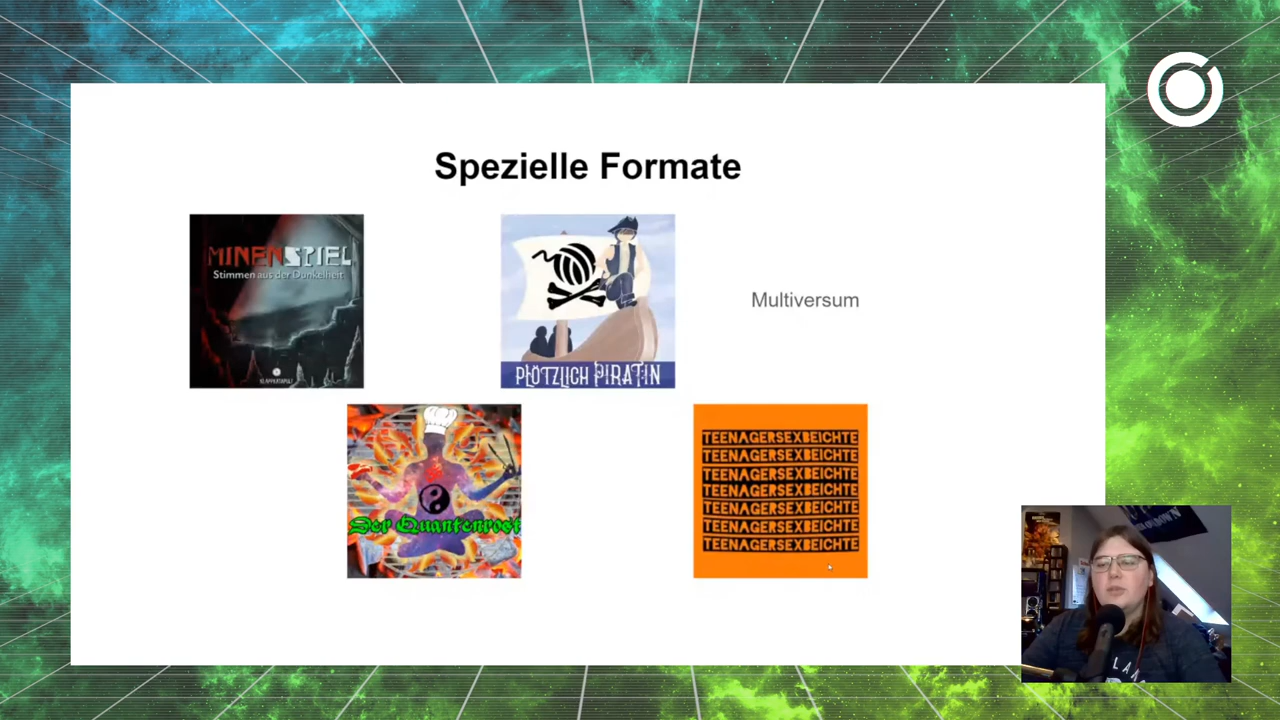 Spezielle Formate
MINENSPIEL
Stimmen aus der Dunkelheit
KLAPPERTAPULT
PLÖTZLICH PIRATIN
Multiversum
Der Quantenrost
TEENAGERSEXBEICHTE
TEENAGERSEXBEICHTE
TEENAGERSEXBEICHTE
TEENAGERSEXBEICHTE
TEENAGERSEXBEICHTE
TEENAGERSEXBEICHTE
TEENAGERSEXBEICHTE